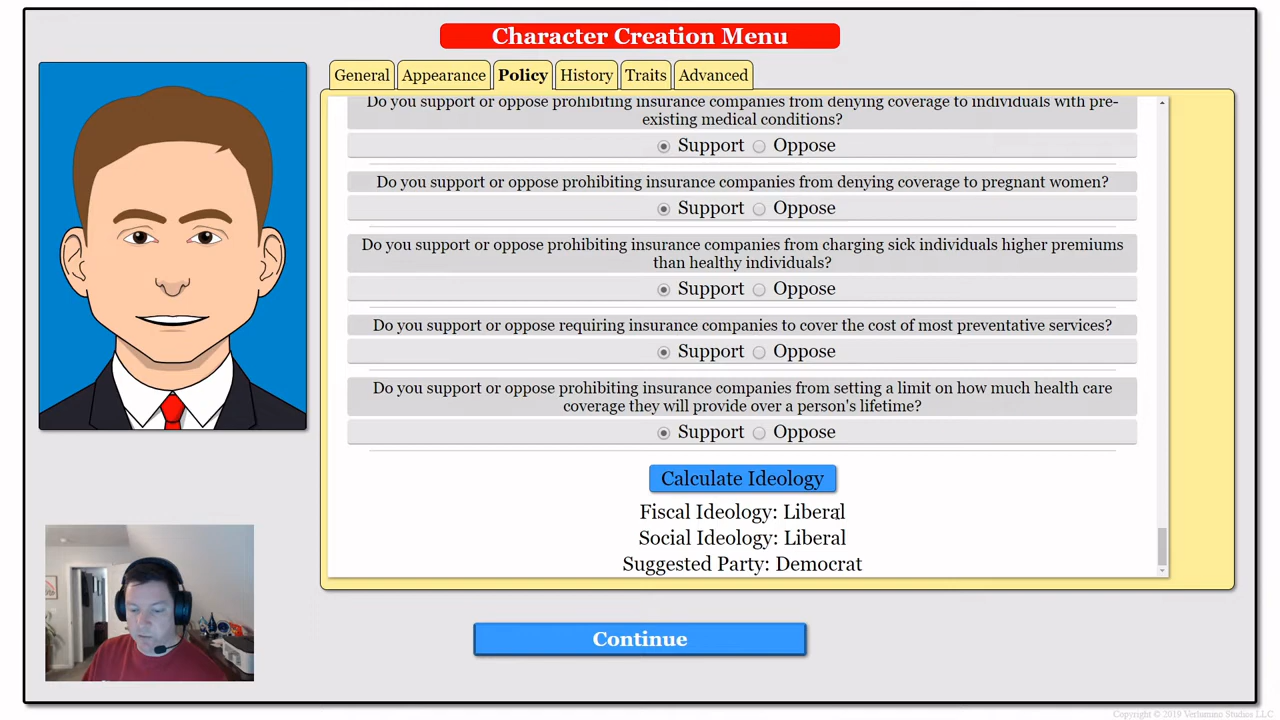 Character Creation Menu
General
Appearance
Policy
History
Traits
Advanced
Do you support or oppose prohibiting insurance companies from denying coverage to individuals with pre-
existing medical conditions?
Support
Oppose
Do you support or oppose prohibiting insurance companies from denying coverage to pregnant women?
Support
Oppose
Do you support or oppose prohibiting insurance companies from charging sick individuals higher premiums
than healthy individuals?
Support
Oppose
Do you support or oppose requiring insurance companies to cover the cost of most preventative services?
Support
Oppose
Do you support or oppose prohibiting insurance companies from setting a limit on how much health care
coverage they will provide over a person's lifetime?
Support
Oppose
Calculate Ideology
Fiscal Ideology: Liberal
Social Ideology: Liberal
Suggested Party: Democrat
Continue
Copyright © 2019 Verlumino Studios LLC